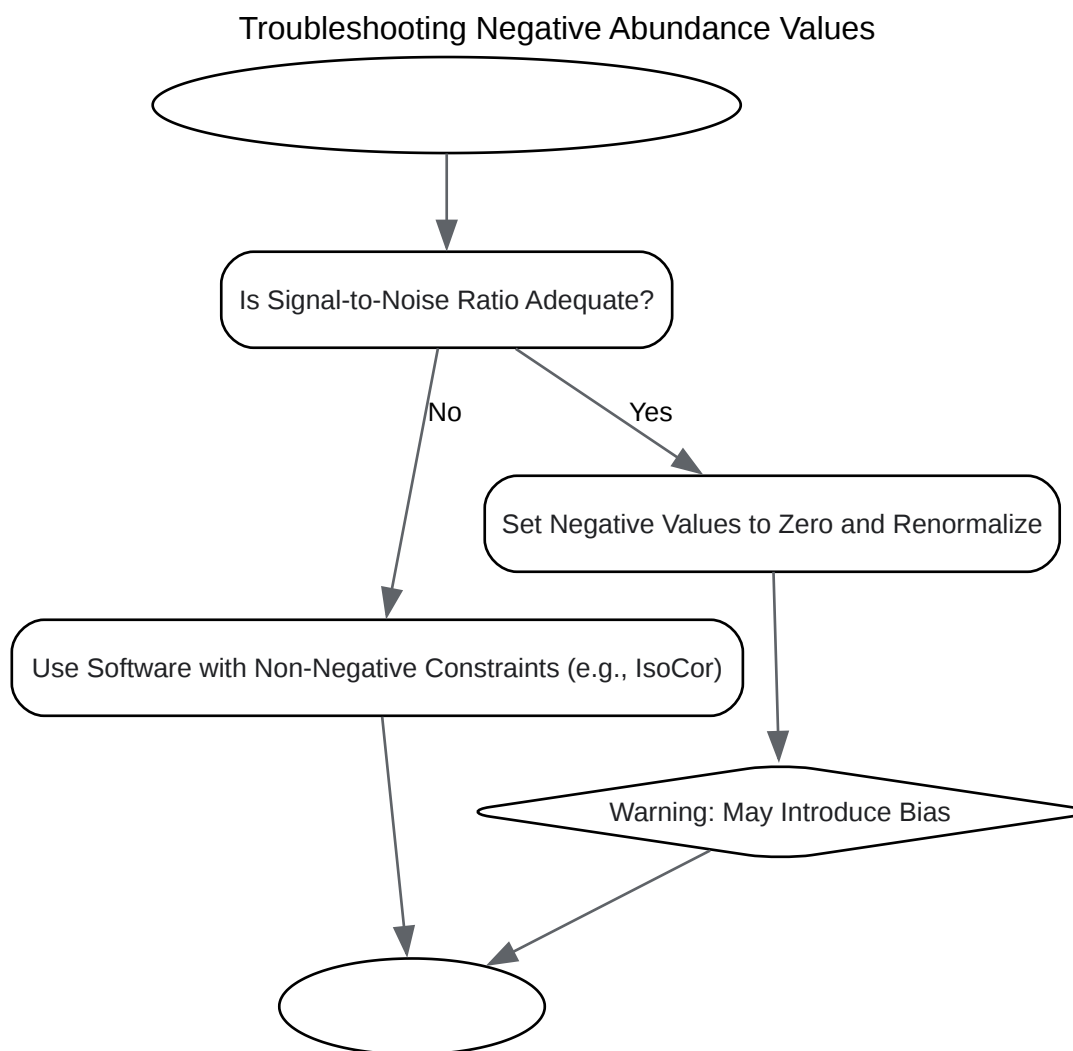 Troubleshooting Negative Abundance Values
Is Signal-to-Noise Ratio Adequate?
No
Yes
Set Negative Values to Zero and Renormalize
Use Software with Non-Negative Constraints (e.g., IsoCor)
Warning: May Introduce Bias